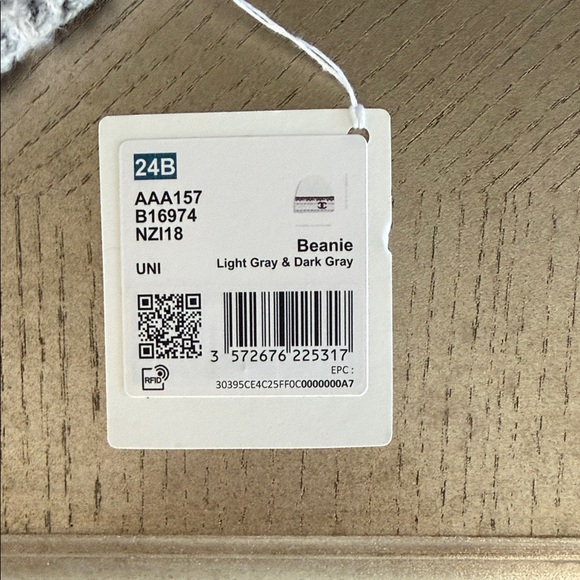 24B
AAA157
B16974
NZI18
UNI
Beanie
Light Gray & Dark Gray
3 572676 225317
RFID
EPC :
30395CE4C25FF0C0000000A7